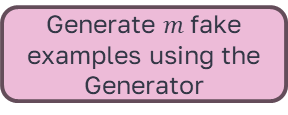 Generate m fake
examples using the
Generator